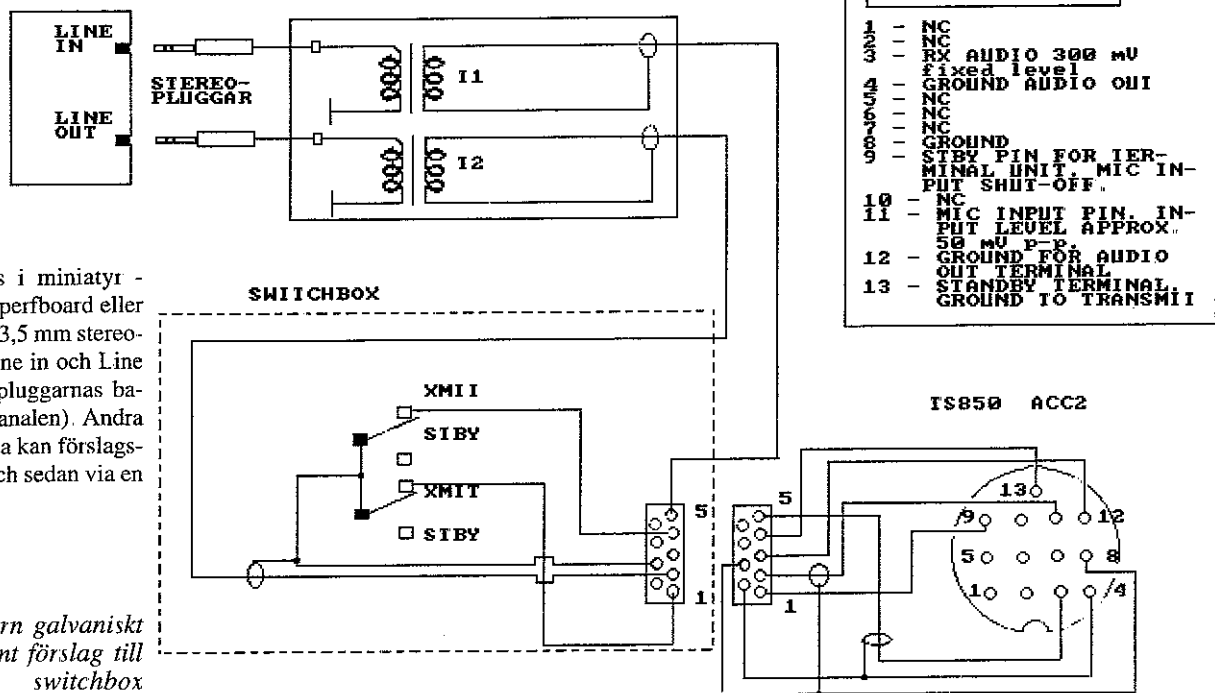 LINE
IN
STEREO-
PLUGGAR
LINE
OUT
I1
I2
1 - NC
2 - NC
3 - RX AUDIO 300 mV
fixed level
4 - GROUND AUDIO OUT
5 - NC
6 - NC
7 - NC
8 - GROUND
9 - STBY PIN FOR TER-
MINAL UNIT. MIC IN-
PUT SHUT-OFF.
10 - NC
11 - MIC INPUT PIN. IN-
PUT LEVEL APPROX.
50 mV p-p.
12 - GROUND FOR AUDIO
OUT TERMINAL
13 - STANDBY TERMINAL.
GROUND TO TRANSMIT
s i miniatyr -
perfboard eller
3,5 mm stereo-
ne in och Line
pluggarnas ba-
analen). Andra
a kan förslags-
ch sedan via en
rn galvaniskt
nt förslag till
switchbox
SWITCHBOX
XMIT
STBY
XMIT
STBY
5
1
5
1
TS850 ACC2
13
9
12
5
8
1
4